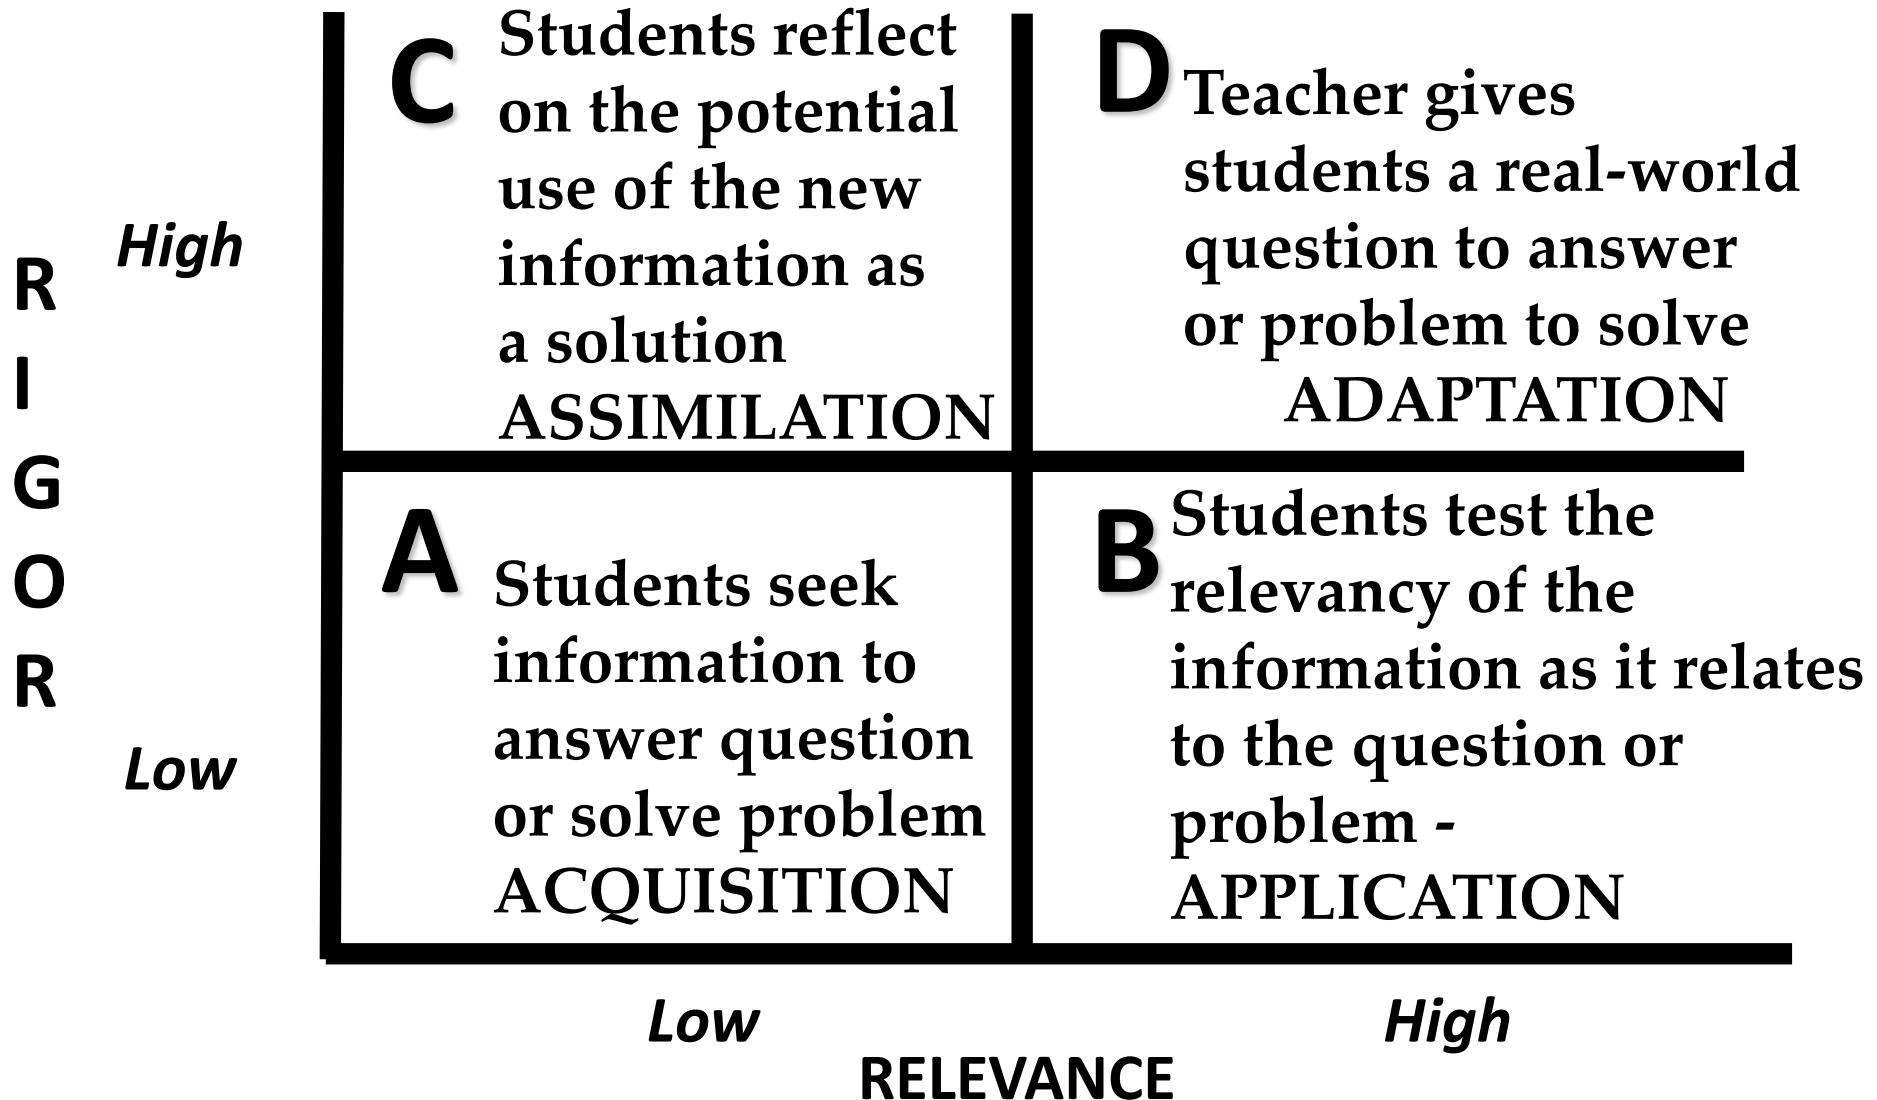 C
Students reflect
on the potential
use of the new
information as
a solution
ASSIMILATION
D
Teacher gives
students a real-world
question to answer
or problem to solve
ADAPTATION
High
RIGOR
Low
A
Students seek
information to
answer question
or solve problem
ACQUISITION
B
Students test the
relevancy of the
information as it relates
to the question or
problem -
APPLICATION
Low
High
RELEVANCE